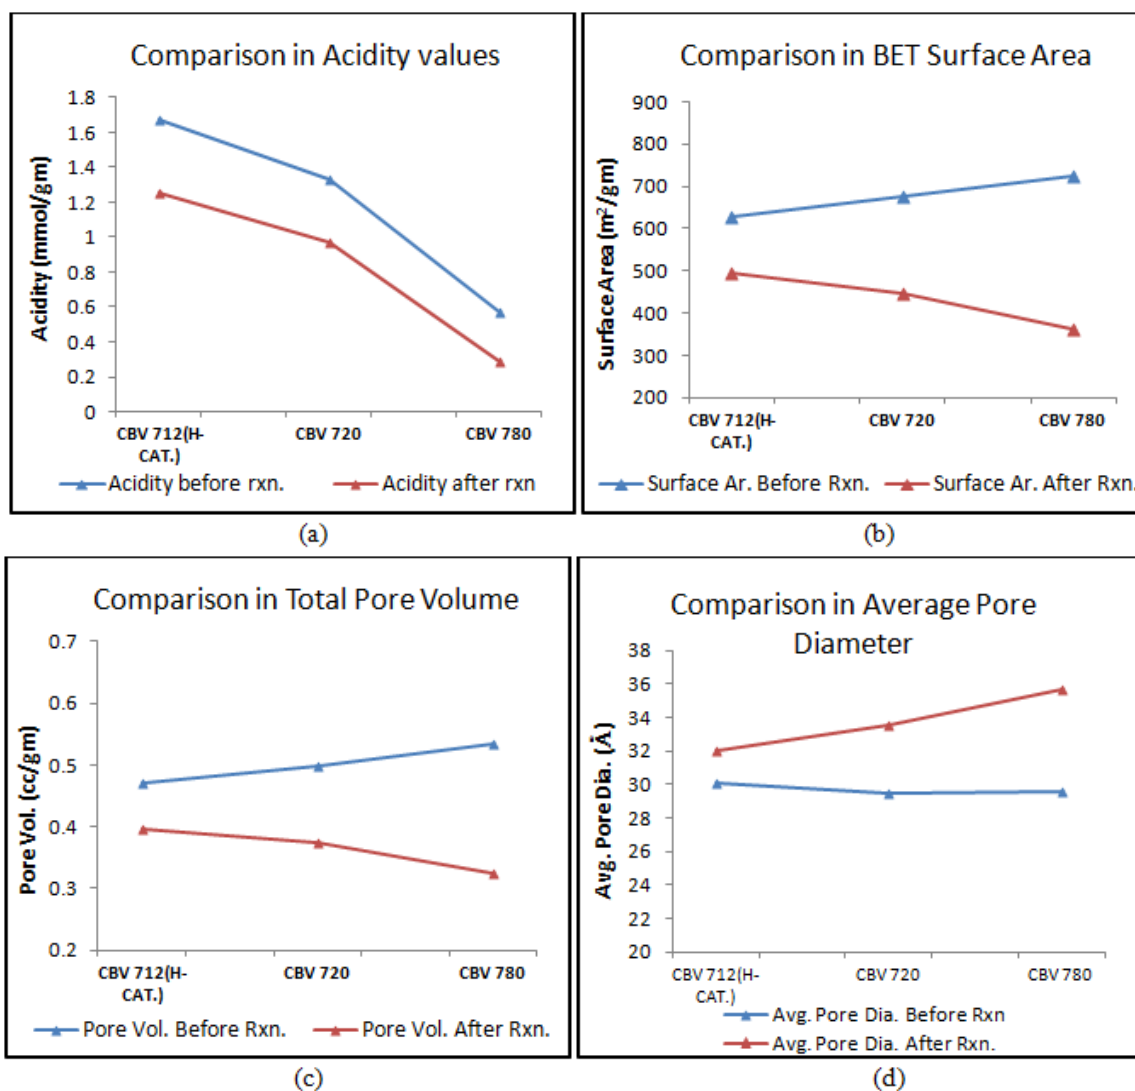 Comparison in Acidity values
1.8
1.6
1.4
1.2
1
0.8
0.6
0.4
0.2
0
Acidity (mmol/gm)
CBV 712(H-
CAT.)
CBV 720
CBV 780
Acidity before rxn.
Acidity after rxn
(a)
Comparison in BET Surface Area
900
800
700
600
500
400
300
200
Surface Area (m²/gm)
CBV 712(H-
CAT.)
CBV 720
CBV 780
Surface Ar. Before Rxn.
Surface Ar. After Rxn.
(b)
Comparison in Total Pore Volume
0.7
0.6
0.5
0.4
0.3
0.2
Pore Vol. (cc/gm)
CBV 712(H-
CAT.)
CBV 720
CBV 780
Pore Vol. Before Rxn.
Pore Vol. After Rxn.
(c)
Comparison in Average Pore
Diameter
38
36
34
32
30
28
26
24
22
20
Avg. Pore Dia. (Å)
CBV 712(H-
CAT.)
CBV 720
CBV 780
Avg. Pore Dia. Before Rxn
Avg. Pore Dia. After Rxn.
(d)